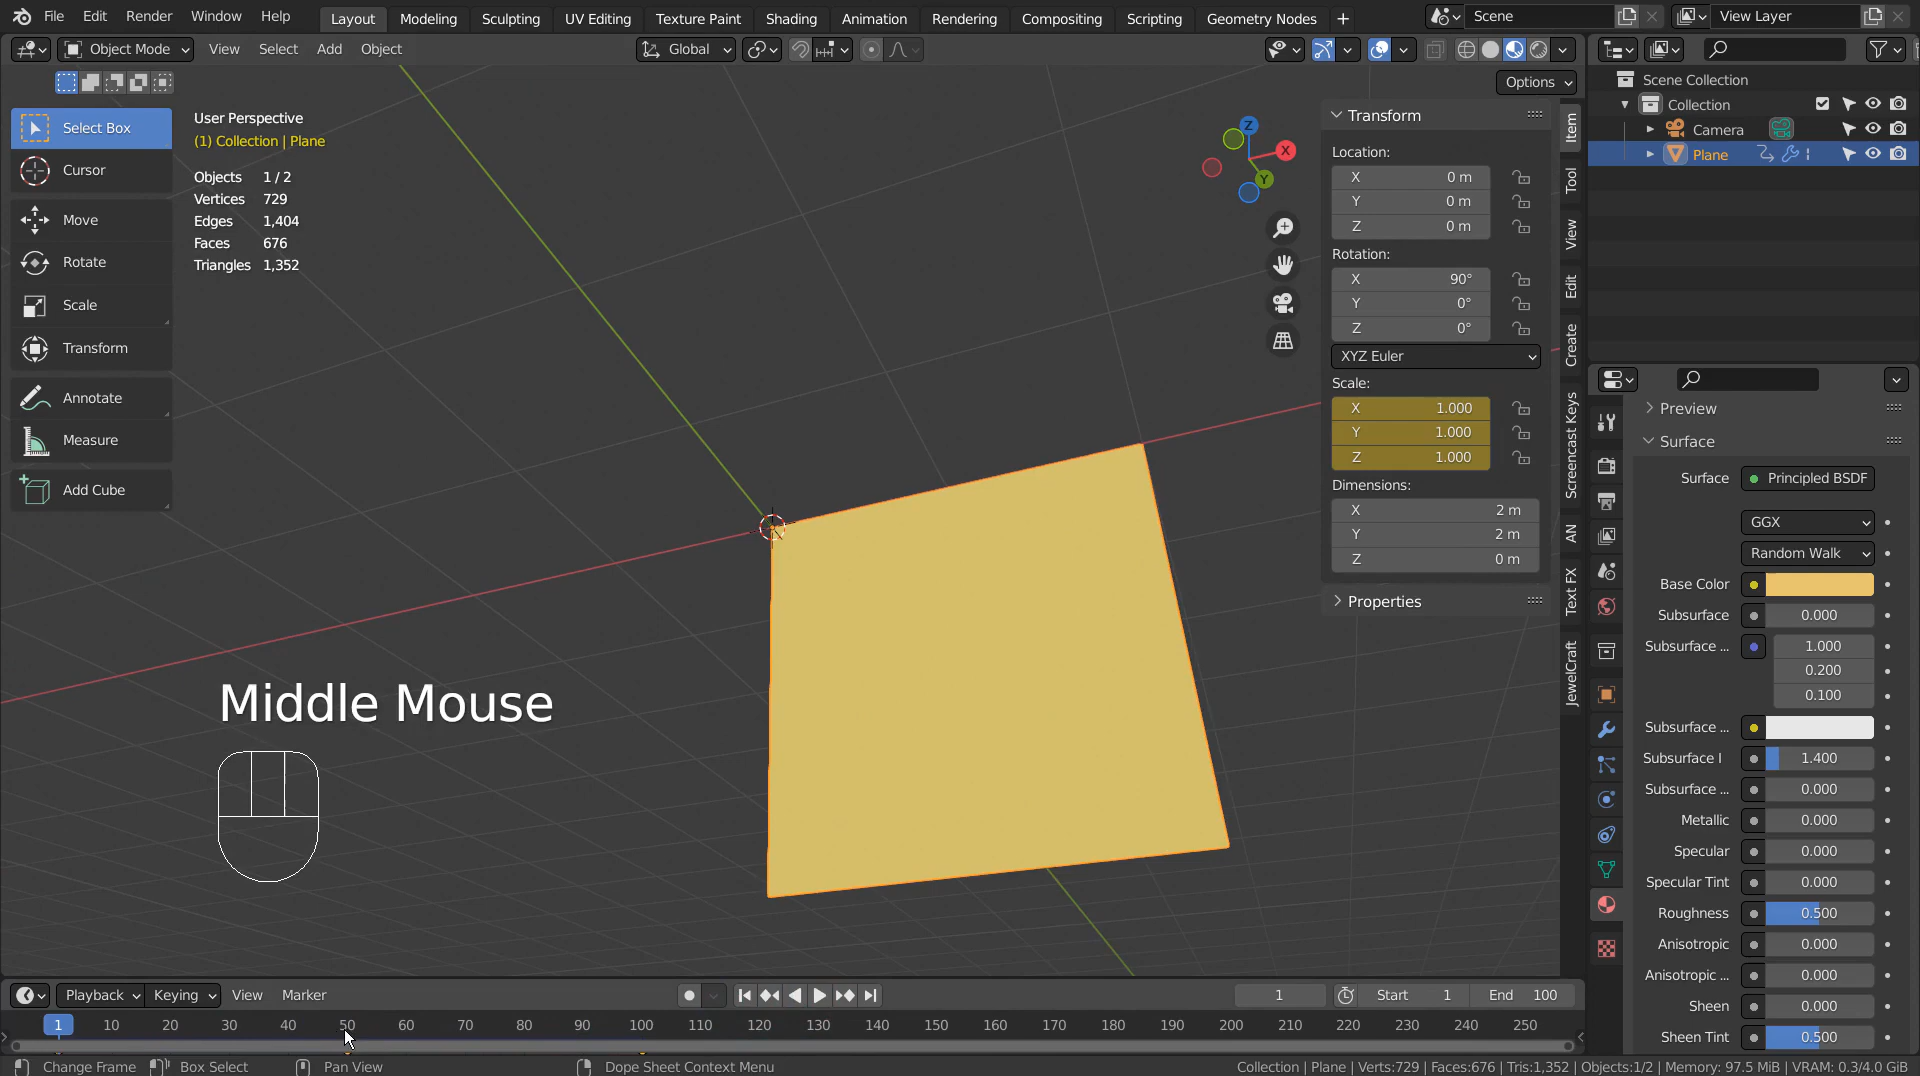 File Edit Render Window Help Layout Modeling Sculpting UV Editing Texture Paint Shading Animation Rendering Compositing Scripting Geometry Nodes + Scene View Layer
Object Mode View Select Add Object Global
Options
Select Box
Cursor
Move
Rotate
Scale
Transform
Annotate
Measure
Add Cube
User Perspective
(1) Collection | Plane
Objects 1 / 2
Vertices 729
Edges 1,404
Faces 676
Triangles 1,352
Z
X
Y
Transform
Location:
X 0 m
Y 0 m
Z 0 m
Rotation:
X 90°
Y 0°
Z 0°
XYZ Euler
Scale:
X 1.000
Y 1.000
Z 1.000
Dimensions:
X 2 m
Y 2 m
Z 0 m
Properties
Item
Tool
View
Edit
Create
Screencast Keys
AN
Text FX
JewelCraft
Scene Collection
Collection
Camera
Plane
Preview
Surface
Surface Principled BSDF
GGX
Random Walk
Base Color
Subsurface 0.000
Subsurface ... 1.000
0.200
0.100
Subsurface ...
Subsurface I 1.400
Subsurface ... 0.000
Metallic 0.000
Specular 0.000
Specular Tint 0.000
Roughness 0.500
Anisotropic 0.000
Anisotropic ... 0.000
Sheen 0.000
Sheen Tint 0.500
Middle Mouse
Playback Keying View Marker 1 Start 1 End 100
1 10 20 30 40 50 60 70 80 90 100 110 120 130 140 150 160 170 180 190 200 210 220 230 240 250
Change Frame Box Select Pan View Dope Sheet Context Menu Collection | Plane | Verts:729 | Faces:676 | Tris:1,352 | Objects:1/2 | Memory: 97.5 MiB | VRAM: 0.3/4.0 GiB